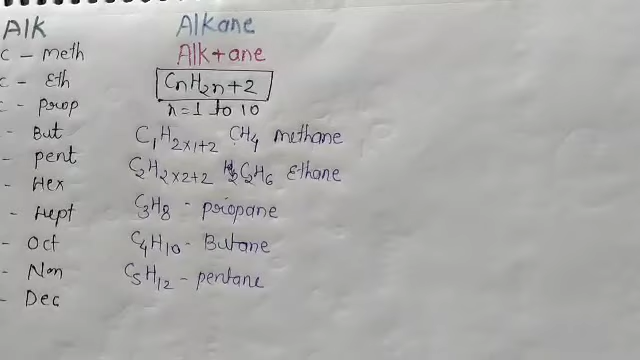 Alk
C - Meth
C - Eth
C - Prop
- But
- pent
- Hex
- Hept
- Oct
- Non
- Dec
Alkane
Alk+ane
CnH2n+2
n=1 to 10
C1H2x1+2 CH4 methane
C2H2x2+2 C2H6 Ethane
C3H8 - propane
C4H10 - Butane
C5H12 - pentane